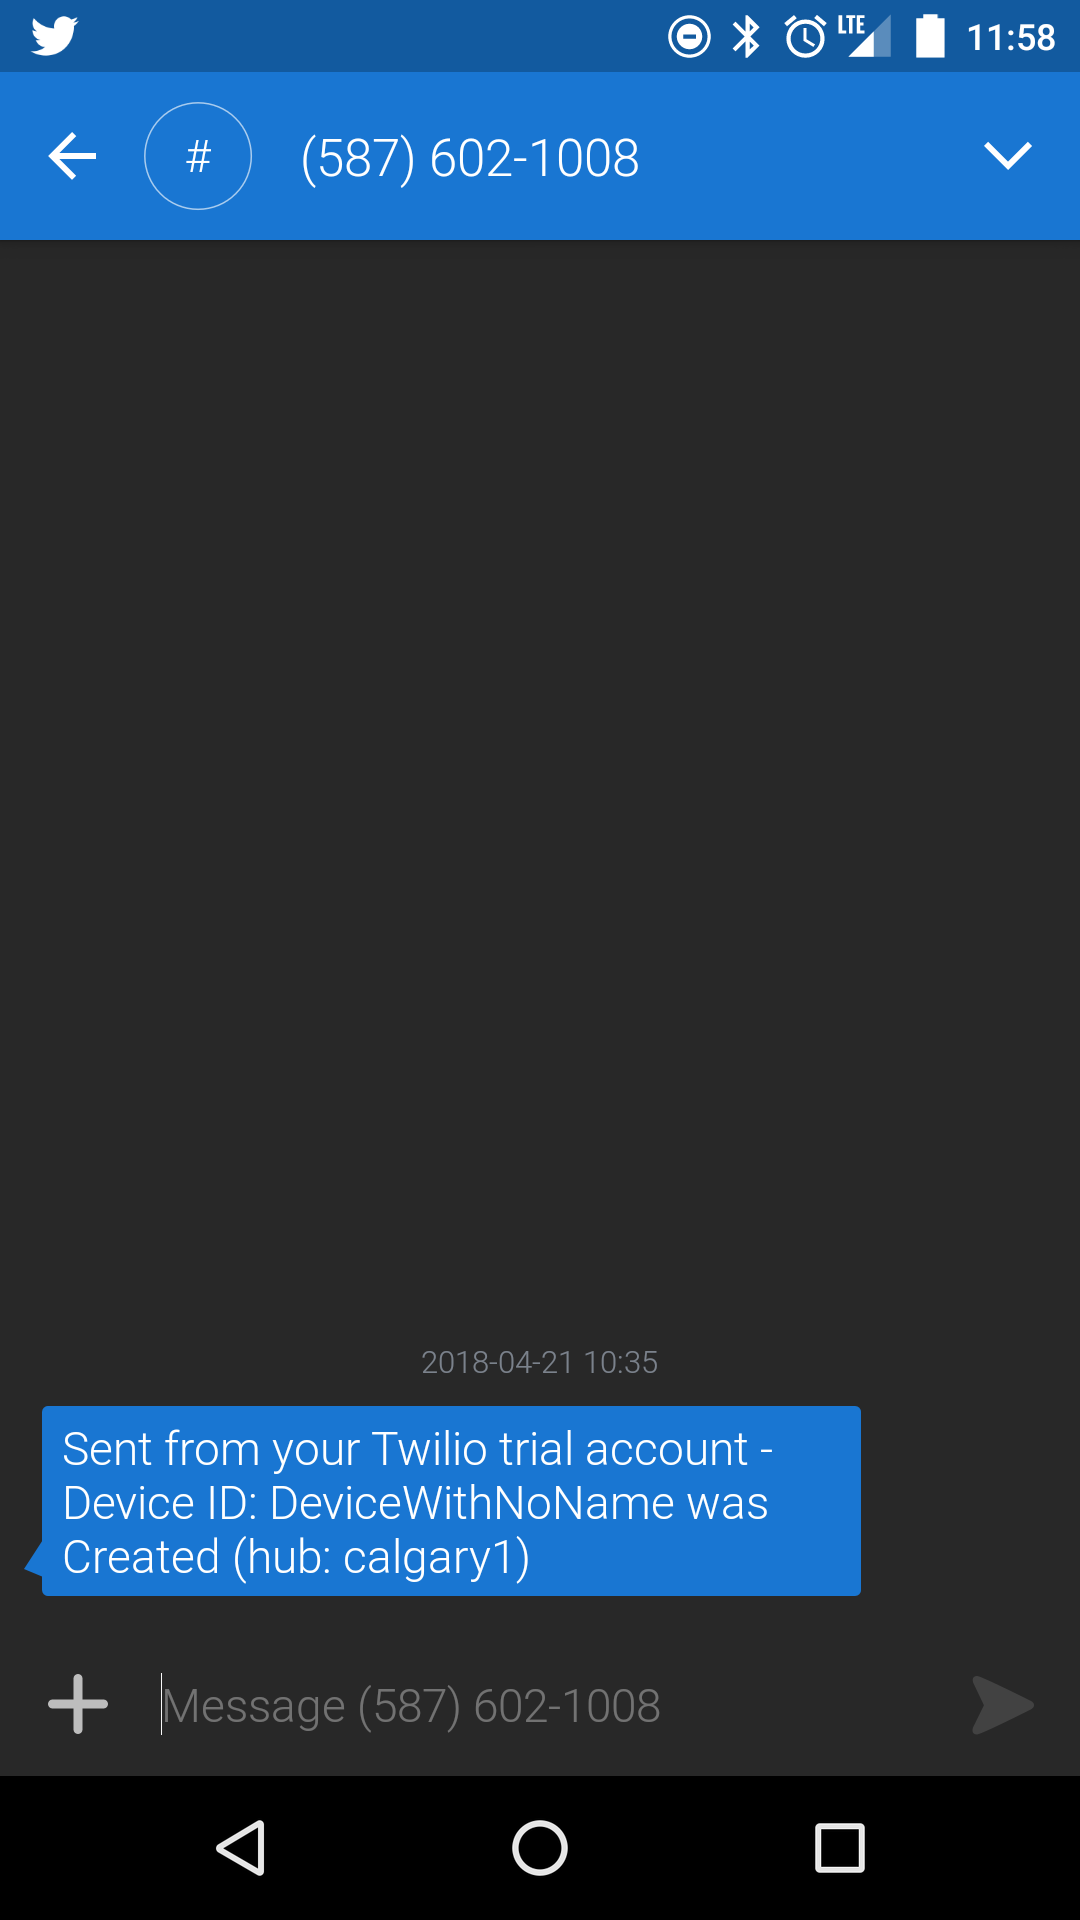 LTE 11:58
# (587) 602-1008
2018-04-21 10:35
Sent from your Twilio trial account -
Device ID: DeviceWithNoName was
Created (hub: calgary1)
Message (587) 602-1008